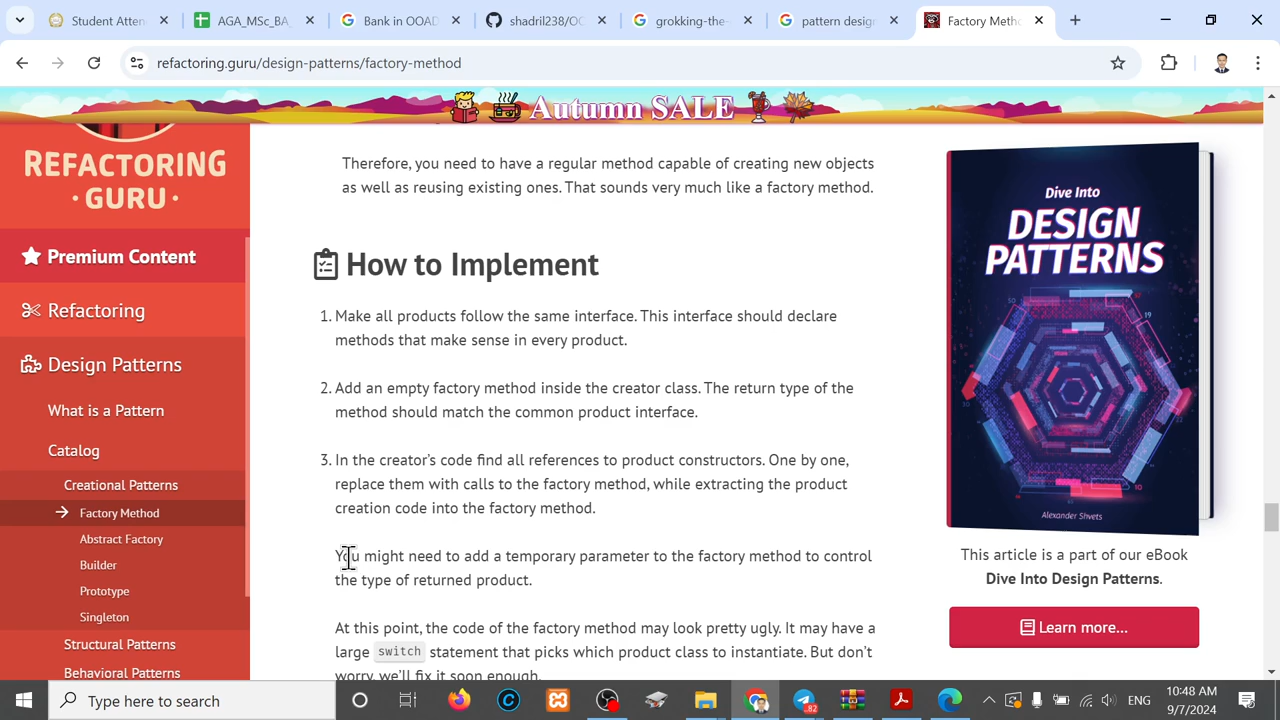 Student Atten
AGA_MSc_BA_
Bank in OOAD
shadril238/OO
grokking-the-
pattern desig
Factory Meth
refactoring.guru/design-patterns/factory-method
Autumn SALE
REFACTORING
· GURU ·
Premium Content
Refactoring
Design Patterns
What is a Pattern
Catalog
Creational Patterns
Factory Method
Abstract Factory
Builder
Prototype
Singleton
Structural Patterns
Behavioral Patterns
Therefore, you need to have a regular method capable of creating new objects
as well as reusing existing ones. That sounds very much like a factory method.
How to Implement
1. Make all products follow the same interface. This interface should declare
methods that make sense in every product.
2. Add an empty factory method inside the creator class. The return type of the
method should match the common product interface.
3. In the creator's code find all references to product constructors. One by one,
replace them with calls to the factory method, while extracting the product
creation code into the factory method.
You might need to add a temporary parameter to the factory method to control
the type of returned product.
At this point, the code of the factory method may look pretty ugly. It may have a
large switch statement that picks which product class to instantiate. But don't
worry, we'll fix it soon enough.
Dive Into
DESIGN
PATTERNS
Alexander Shvets
This article is a part of our eBook
Dive Into Design Patterns.
Learn more...
Type here to search
.82
ENG
10:48 AM
9/7/2024